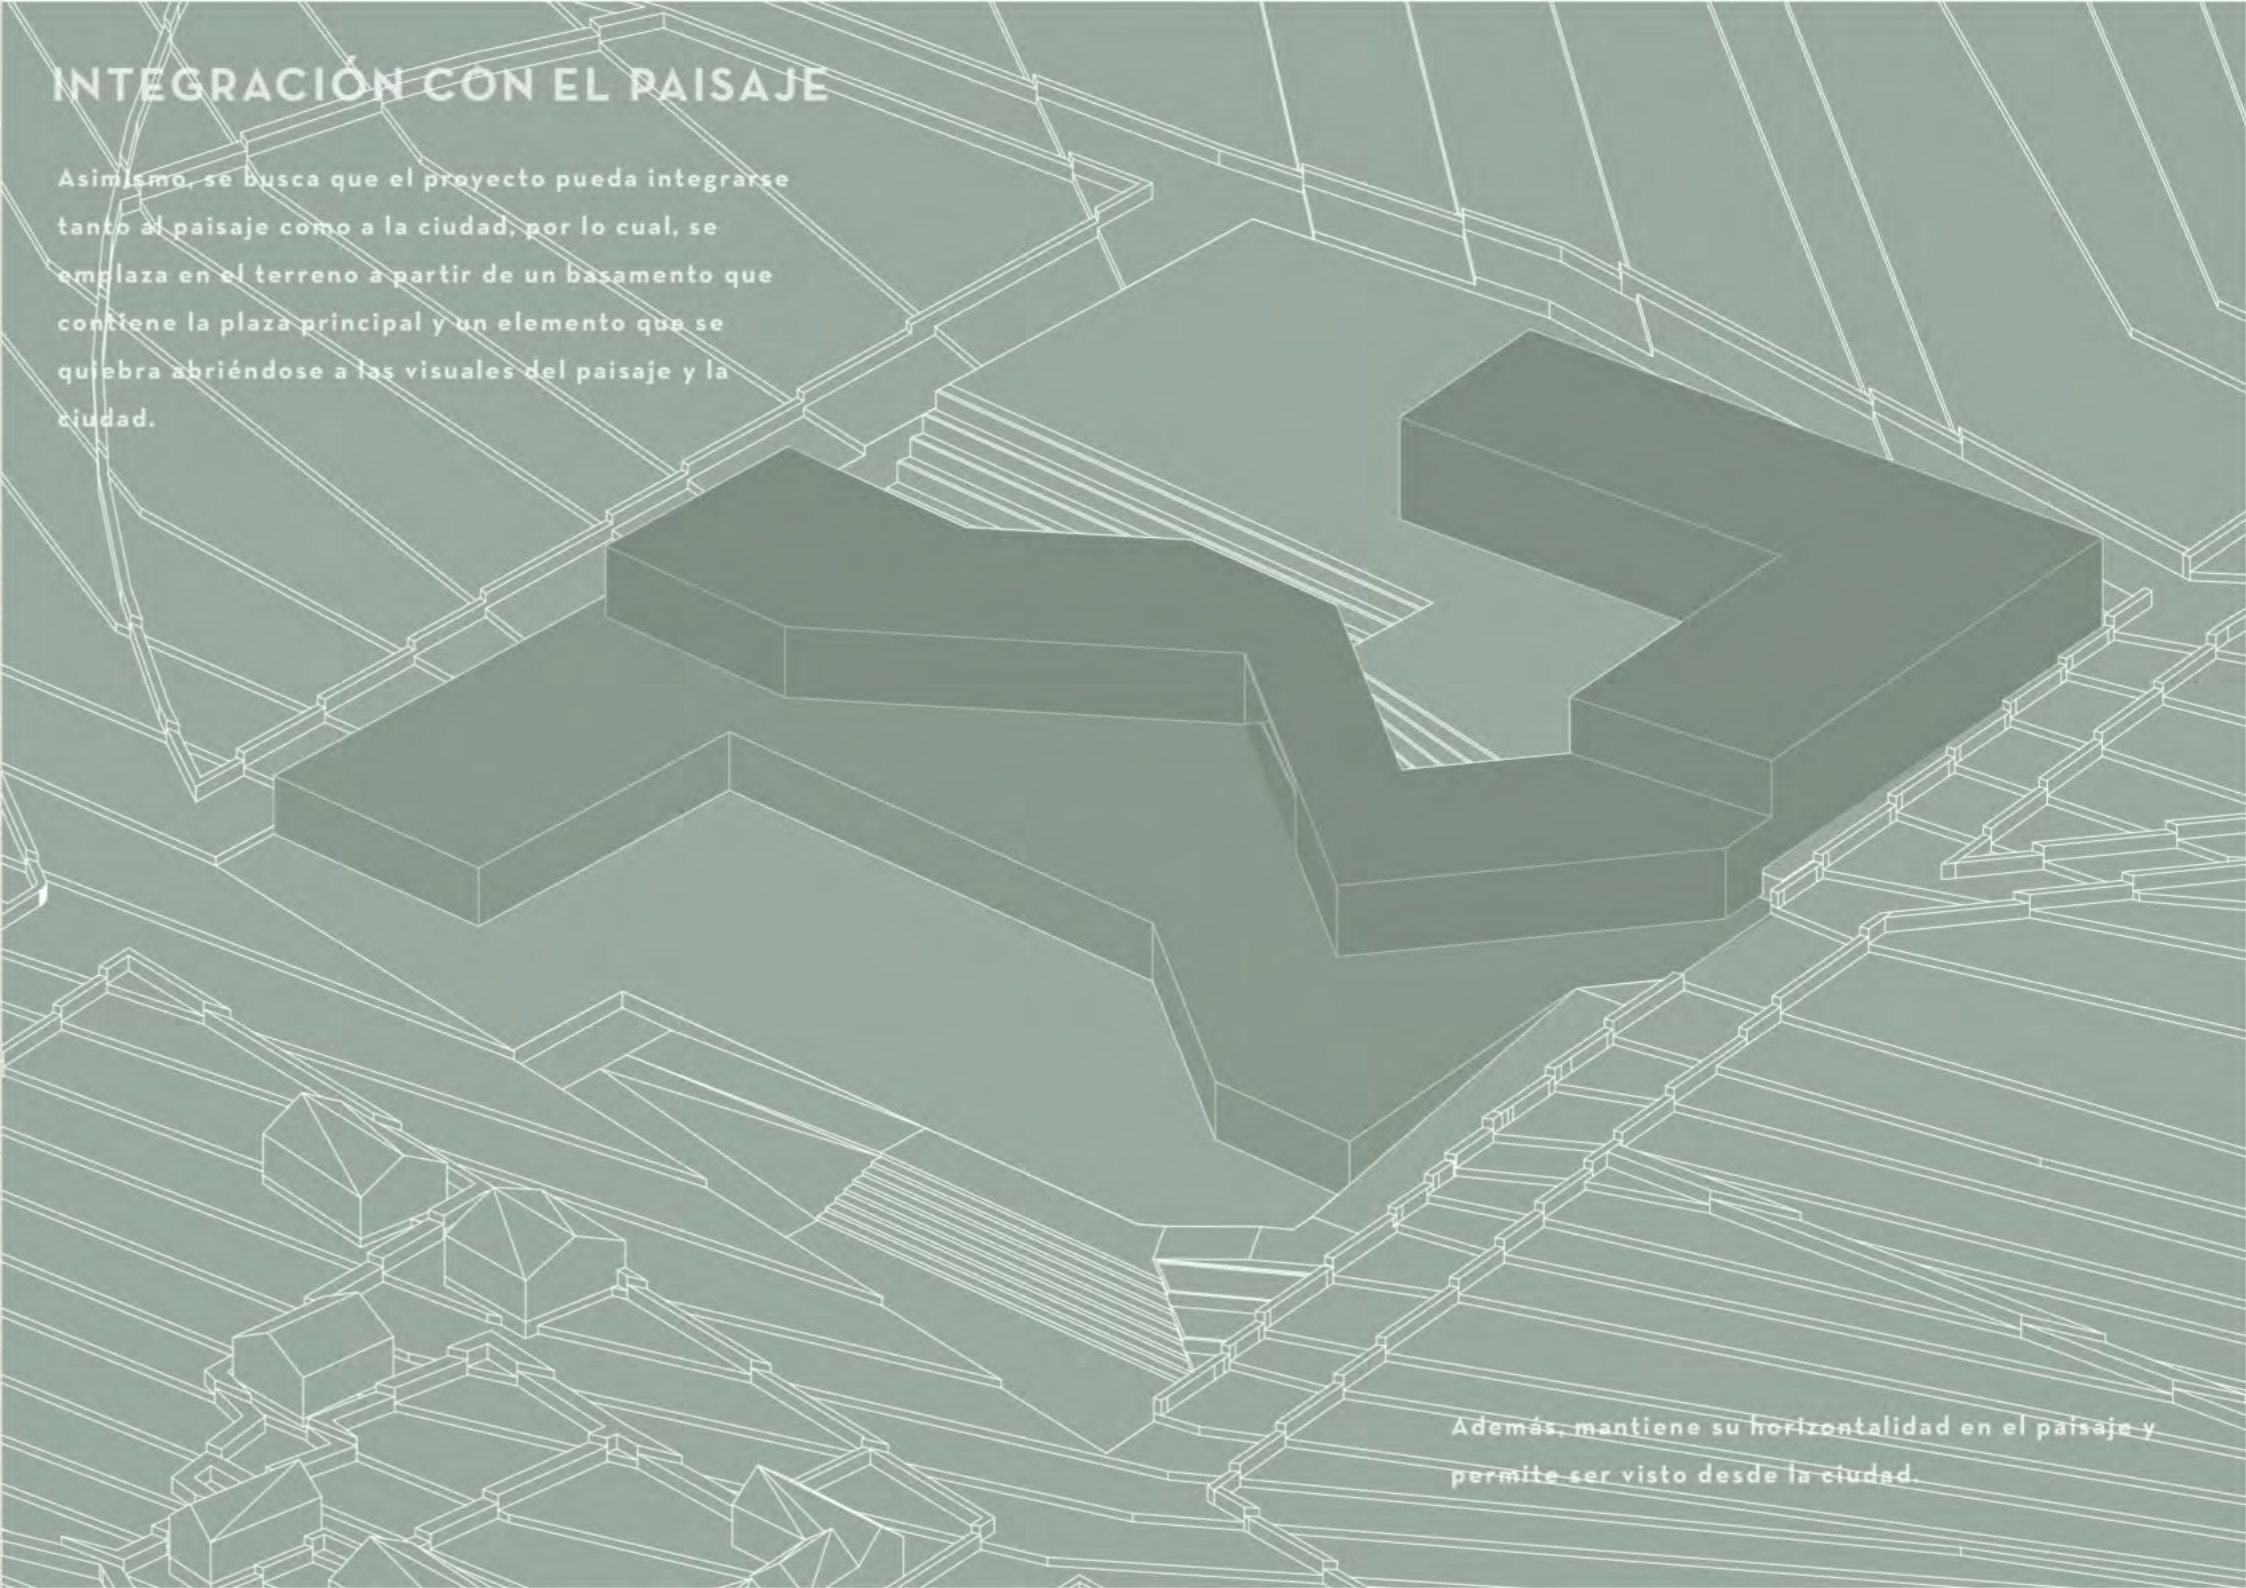 INTEGRACIÓN CON EL PAISAJE
Asimismo, se busca que el proyecto pueda integrarse
tanto al paisaje como a la ciudad, por lo cual, se
emplaza en el terreno a partir de un basamento que
contiene la plaza principal y un elemento que se
quiebra abriéndose a las visuales del paisaje y la
ciudad.
Además, mantiene su horizontalidad en el paisaje y
permite ser visto desde la ciudad.